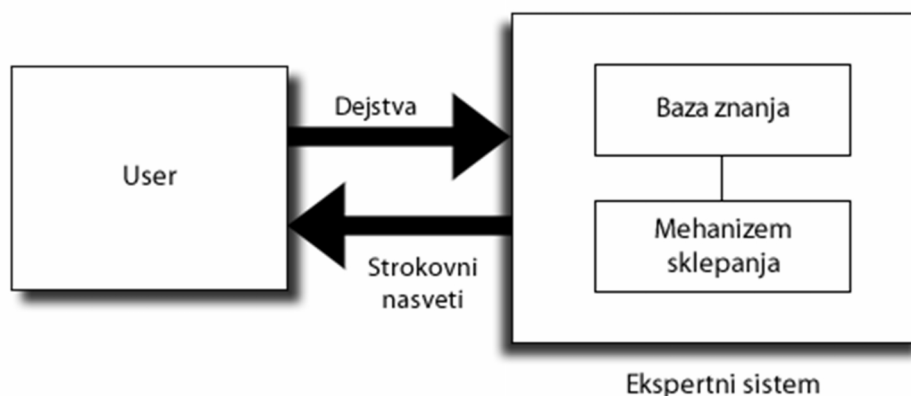 Dejstva
Baza znanja
User
Mehanizem
sklepanja
Strokovni
nasveti
Ekspertni sistem